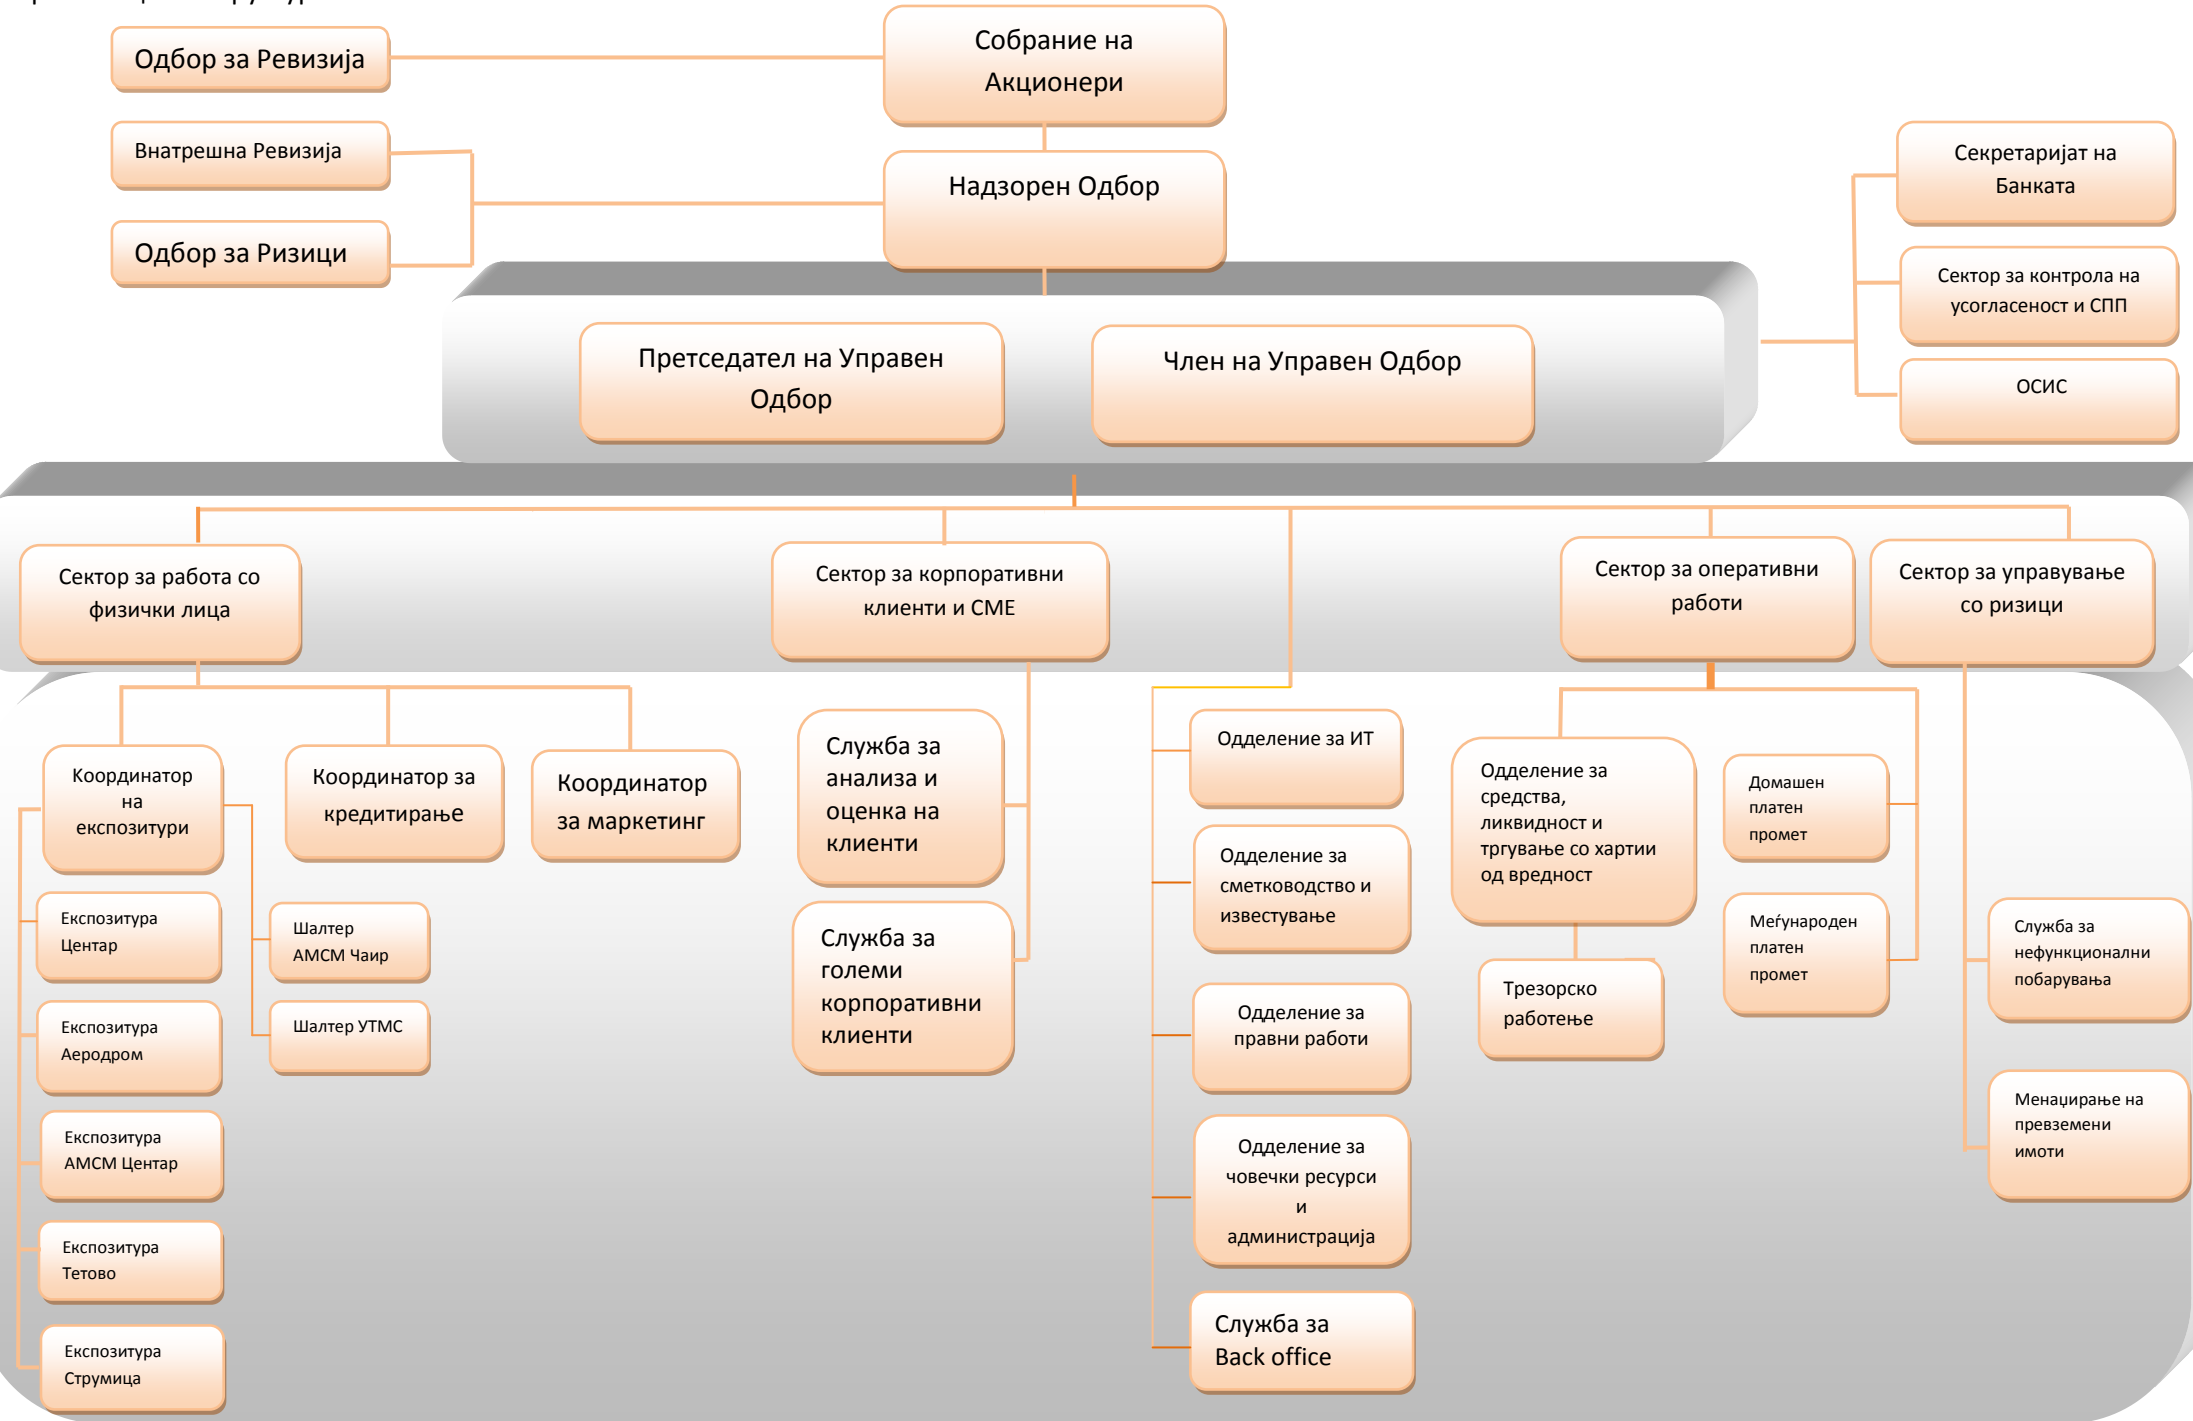 Одбор за Ревизија
Собрание на
Акционери
Внатрешна Ревизија
Надзорен Одбор
Одбор за Ризици
Секретаријат на
Банката
Сектор за контрола на
усогласеност и СПП
ОСИС
Претседател на Управен
Одбор
Член на Управен Одбор
Сектор за работа со
физички лица
Сектор за корпоративни
клиенти и СМЕ
Сектор за оперативни
работи
Сектор за управување
со ризици
Координатор
на
експозитури
Координатор за
кредитирање
Координатор
за маркетинг
Експозитура
Центар
Експозитура
Аеродром
Експозитура
АМСМ Центар
Експозитура
Тетово
Експозитура
Струмица
Шалтер
АМСМ Чаир
Шалтер УТМС
Служба за
анализа и
оценка на
клиенти
Служба за
големи
корпоративни
клиенти
Одделение за ИТ
Одделение за
сметководство и
известување
Одделение за
правни работи
Одделение за
човечки ресурси
и
администрација
Служба за
Back office
Одделение за
средства,
ликвидност и
тргување со хартии
од вредност
Трезорско
работење
Домашен
платен
промет
Меѓународен
платен
промет
Служба за
нефункционални
побарувања
Менаџирање на
превземени
имоти